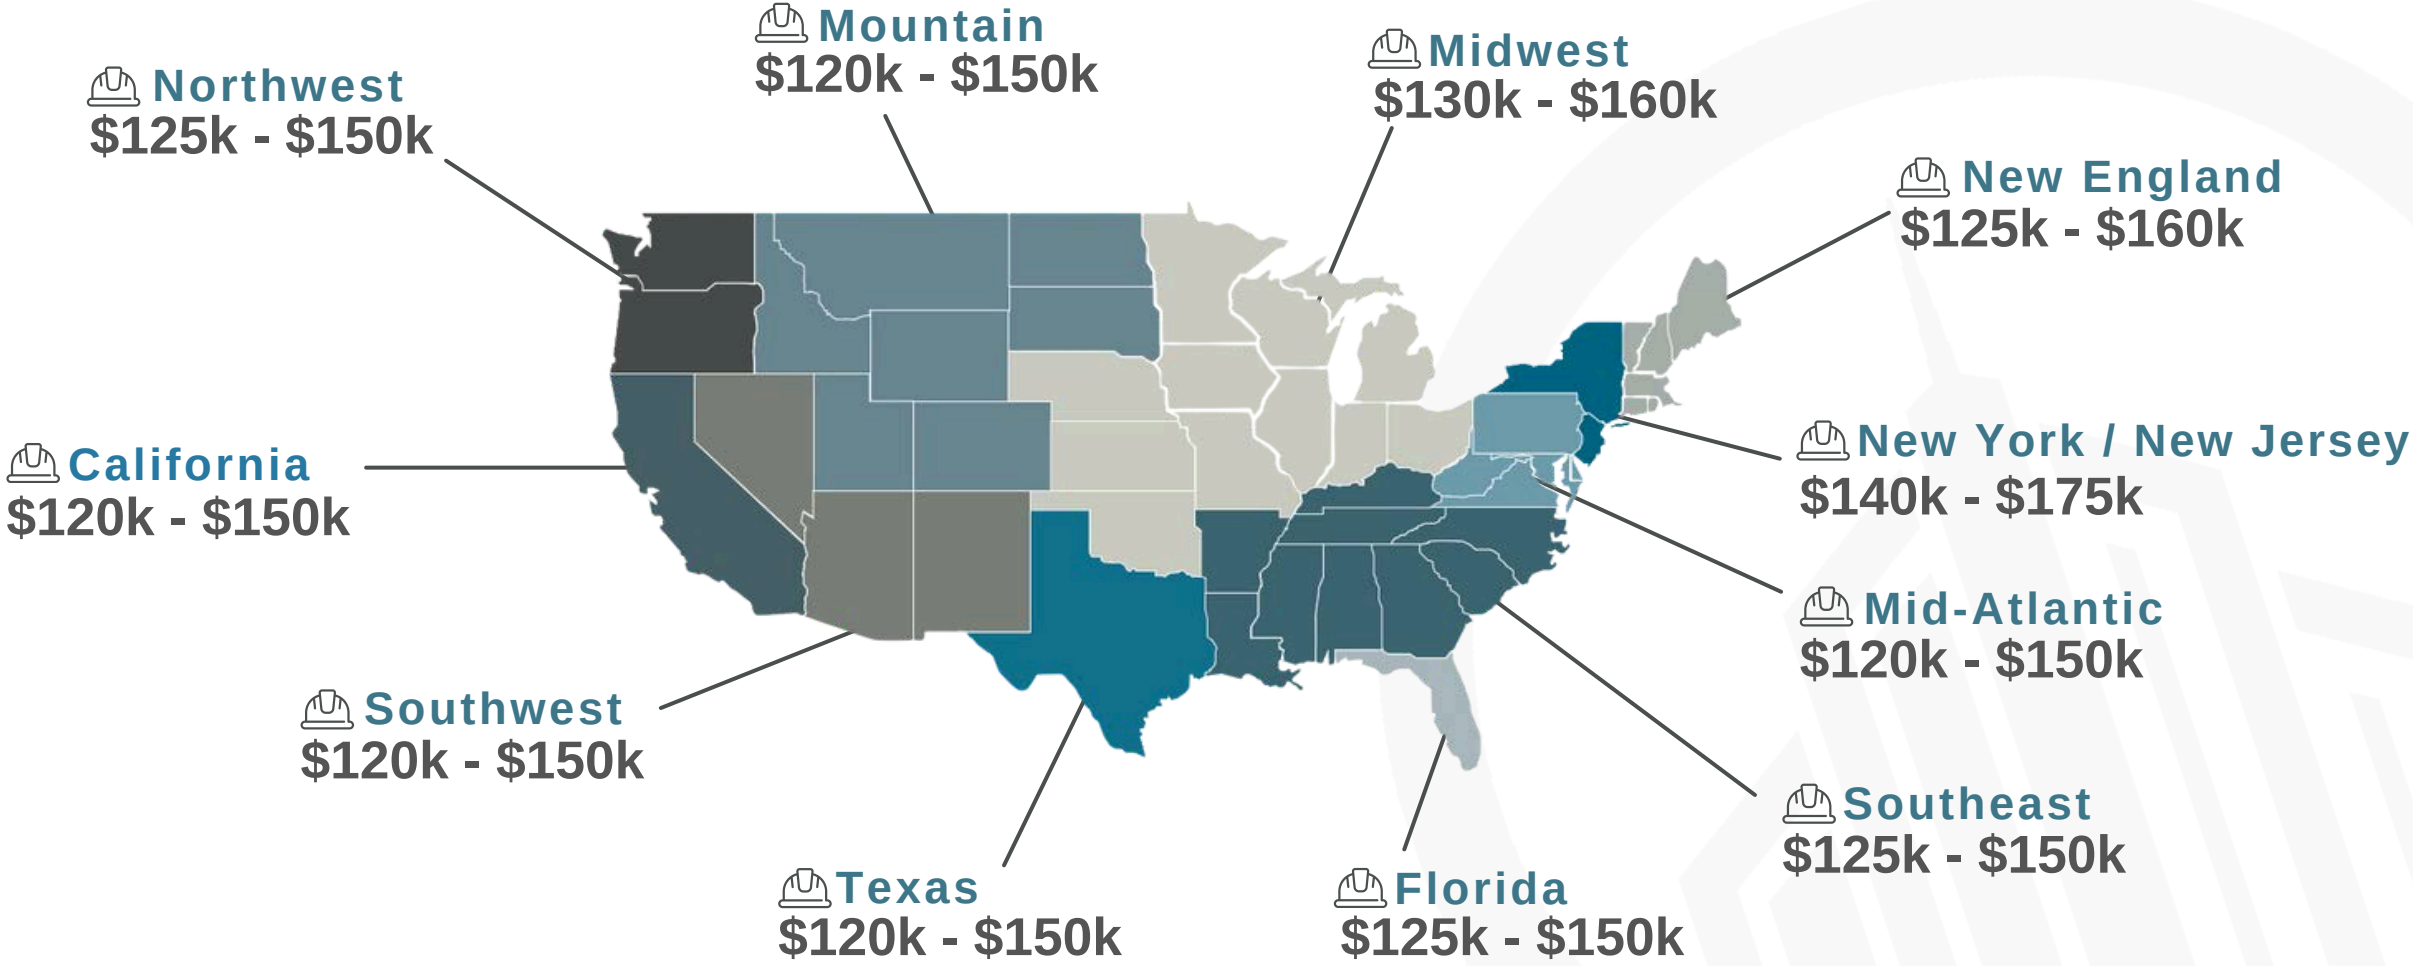 Mountain
$120k - $150k
Midwest
$130k - $160k
Northwest
$125k - $150k
New England
$125k - $160k
California
$120k - $150k
New York / New Jersey
$140k - $175k
Mid-Atlantic
$120k - $150k
Southwest
$120k - $150k
Southeast
$125k - $150k
Texas
$120k - $150k
Florida
$125k - $150k